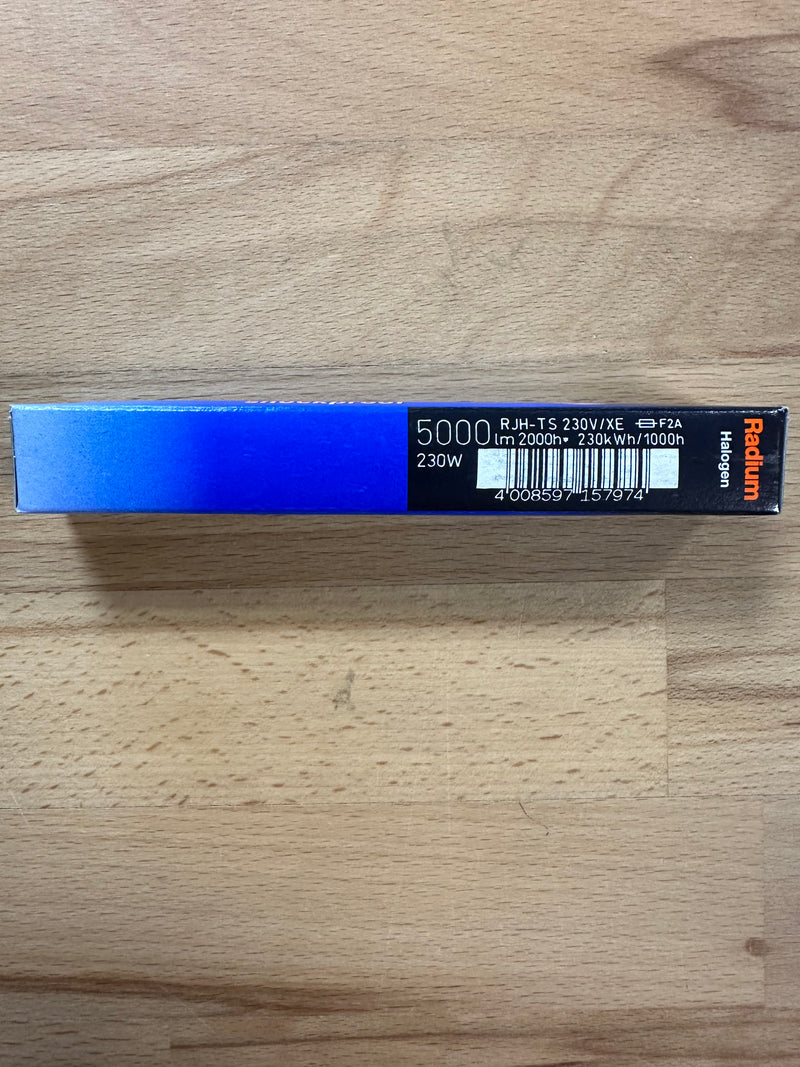 5000 RJH-TS 230V/XE F2A
lm 2000h• 230kWh/1000h
230W
4 008597 157974
Radium
Halogen